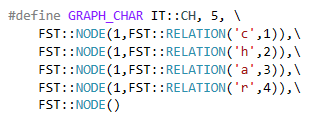 #define GRAPH_CHAR IT::CH, 5, \
FST::NODE(1,FST::RELATION('c',1)),\
FST::NODE(1,FST::RELATION('h',2)),\
FST::NODE(1,FST::RELATION('a',3)),\
FST::NODE(1,FST::RELATION('r',4)),\
FST::NODE()